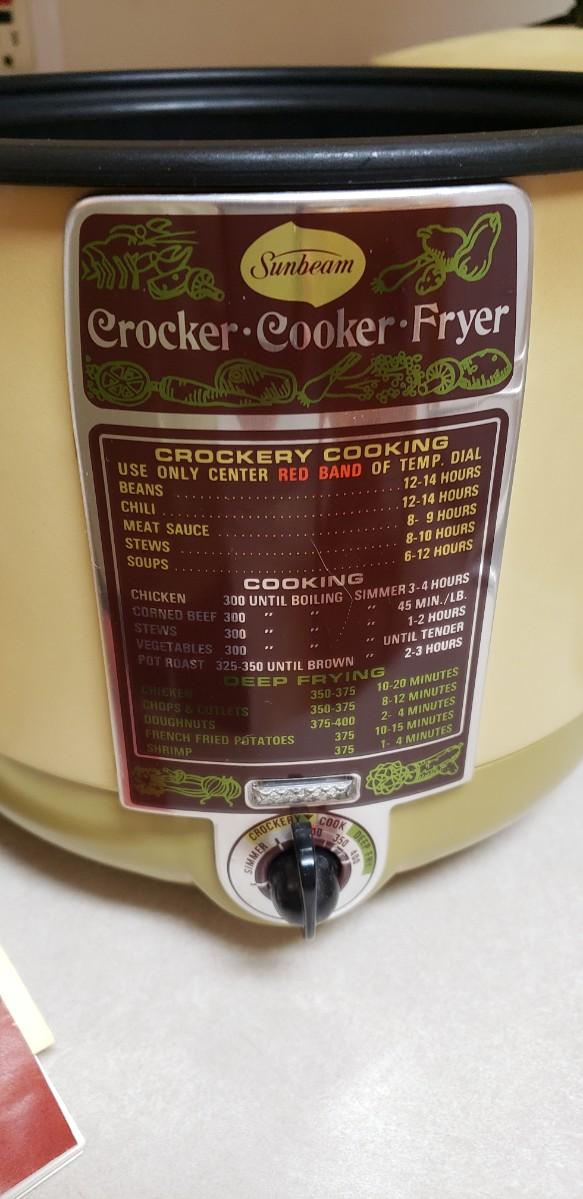 Sunbeam
Crocker·Cooker·Fryer
CROCKERY COOKING
USE ONLY CENTER RED BAND OF TEMP. DIAL
BEANS .......................... 12-14 HOURS
CHILI .......................... 12-14 HOURS
MEAT SAUCE .......................... 8- 9 HOURS
STEWS .......................... 8-10 HOURS
SOUPS .......................... 6-12 HOURS
COOKING
CHICKEN 300 UNTIL BOILING SIMMER 3-4 HOURS
CORNED BEEF 300 " " " 45 MIN./LB.
STEWS 300 " " " 1-2 HOURS
VEGETABLES 300 " " " UNTIL TENDER
POT ROAST 325-350 UNTIL BROWN " 2-3 HOURS
DEEP FRYING
CHICKEN 350-375 10-20 MINUTES
CHOPS & CUTLETS 350-375 8-12 MINUTES
DOUGHNUTS 375-400 2- 4 MINUTES
FRENCH FRIED POTATOES 375 10-15 MINUTES
SHRIMP 375 1- 4 MINUTES
CROCKERY COOK DEEP FRY
SIMMER 350 400